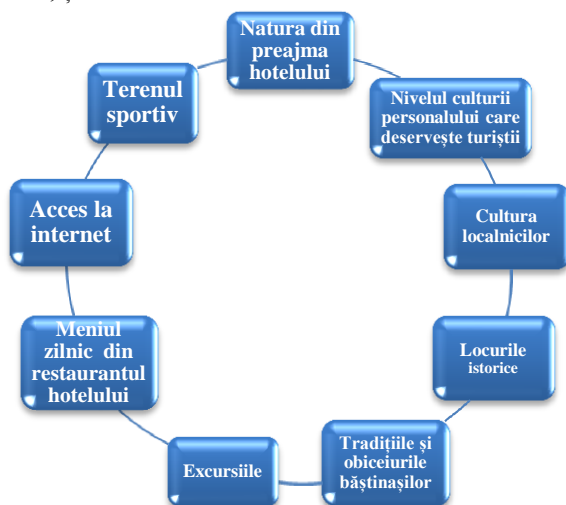 Natura din
preajma
hotelului
Nivelul culturii
personalului care
deservește turiștii
Cultura
localnicilor
Locurile
istorice
Tradițiile și
obiceiurile
băștinașilor
Excursiile
Meniul
zilnic din
restaurantul
hotelului
Acces la
internet
Terenul
sportiv